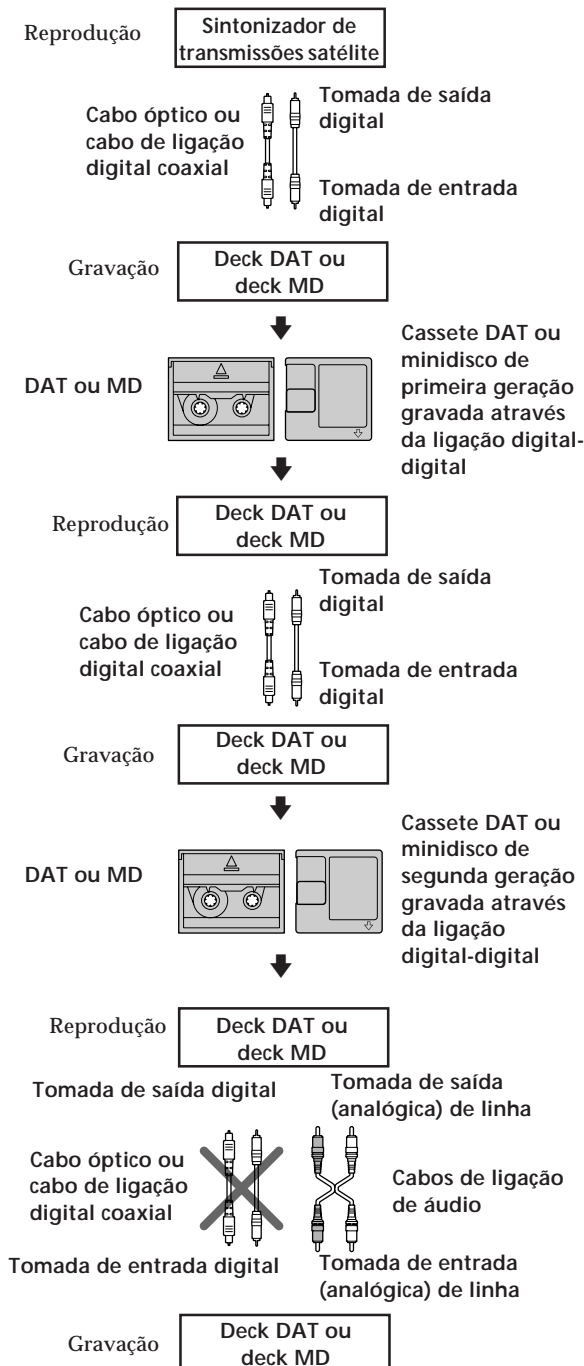 Reprodução
Sintonizador de
transmissões satélite
Cabo óptico ou
cabo de ligação
digital coaxial
Tomada de saída
digital
Tomada de entrada
digital
Gravação
Deck DAT ou
deck MD
DAT ou MD
Cassete DAT ou
minidisco de
primeira geração
gravada através
da ligação digital-
digital
Reprodução
Deck DAT ou
deck MD
Cabo óptico ou
cabo de ligação
digital coaxial
Tomada de saída
digital
Tomada de entrada
digital
Gravação
Deck DAT ou
deck MD
DAT ou MD
Cassete DAT ou
minidisco de
segunda geração
gravada através
da ligação
digital-digital
Reprodução
Deck DAT ou
deck MD
Tomada de saída digital
Tomada de saída
(analógica) de linha
Cabo óptico ou
cabo de ligação
digital coaxial
Cabos de ligação
de áudio
Tomada de entrada digital
Tomada de entrada
(analógica) de linha
Gravação
Deck DAT ou
deck MD